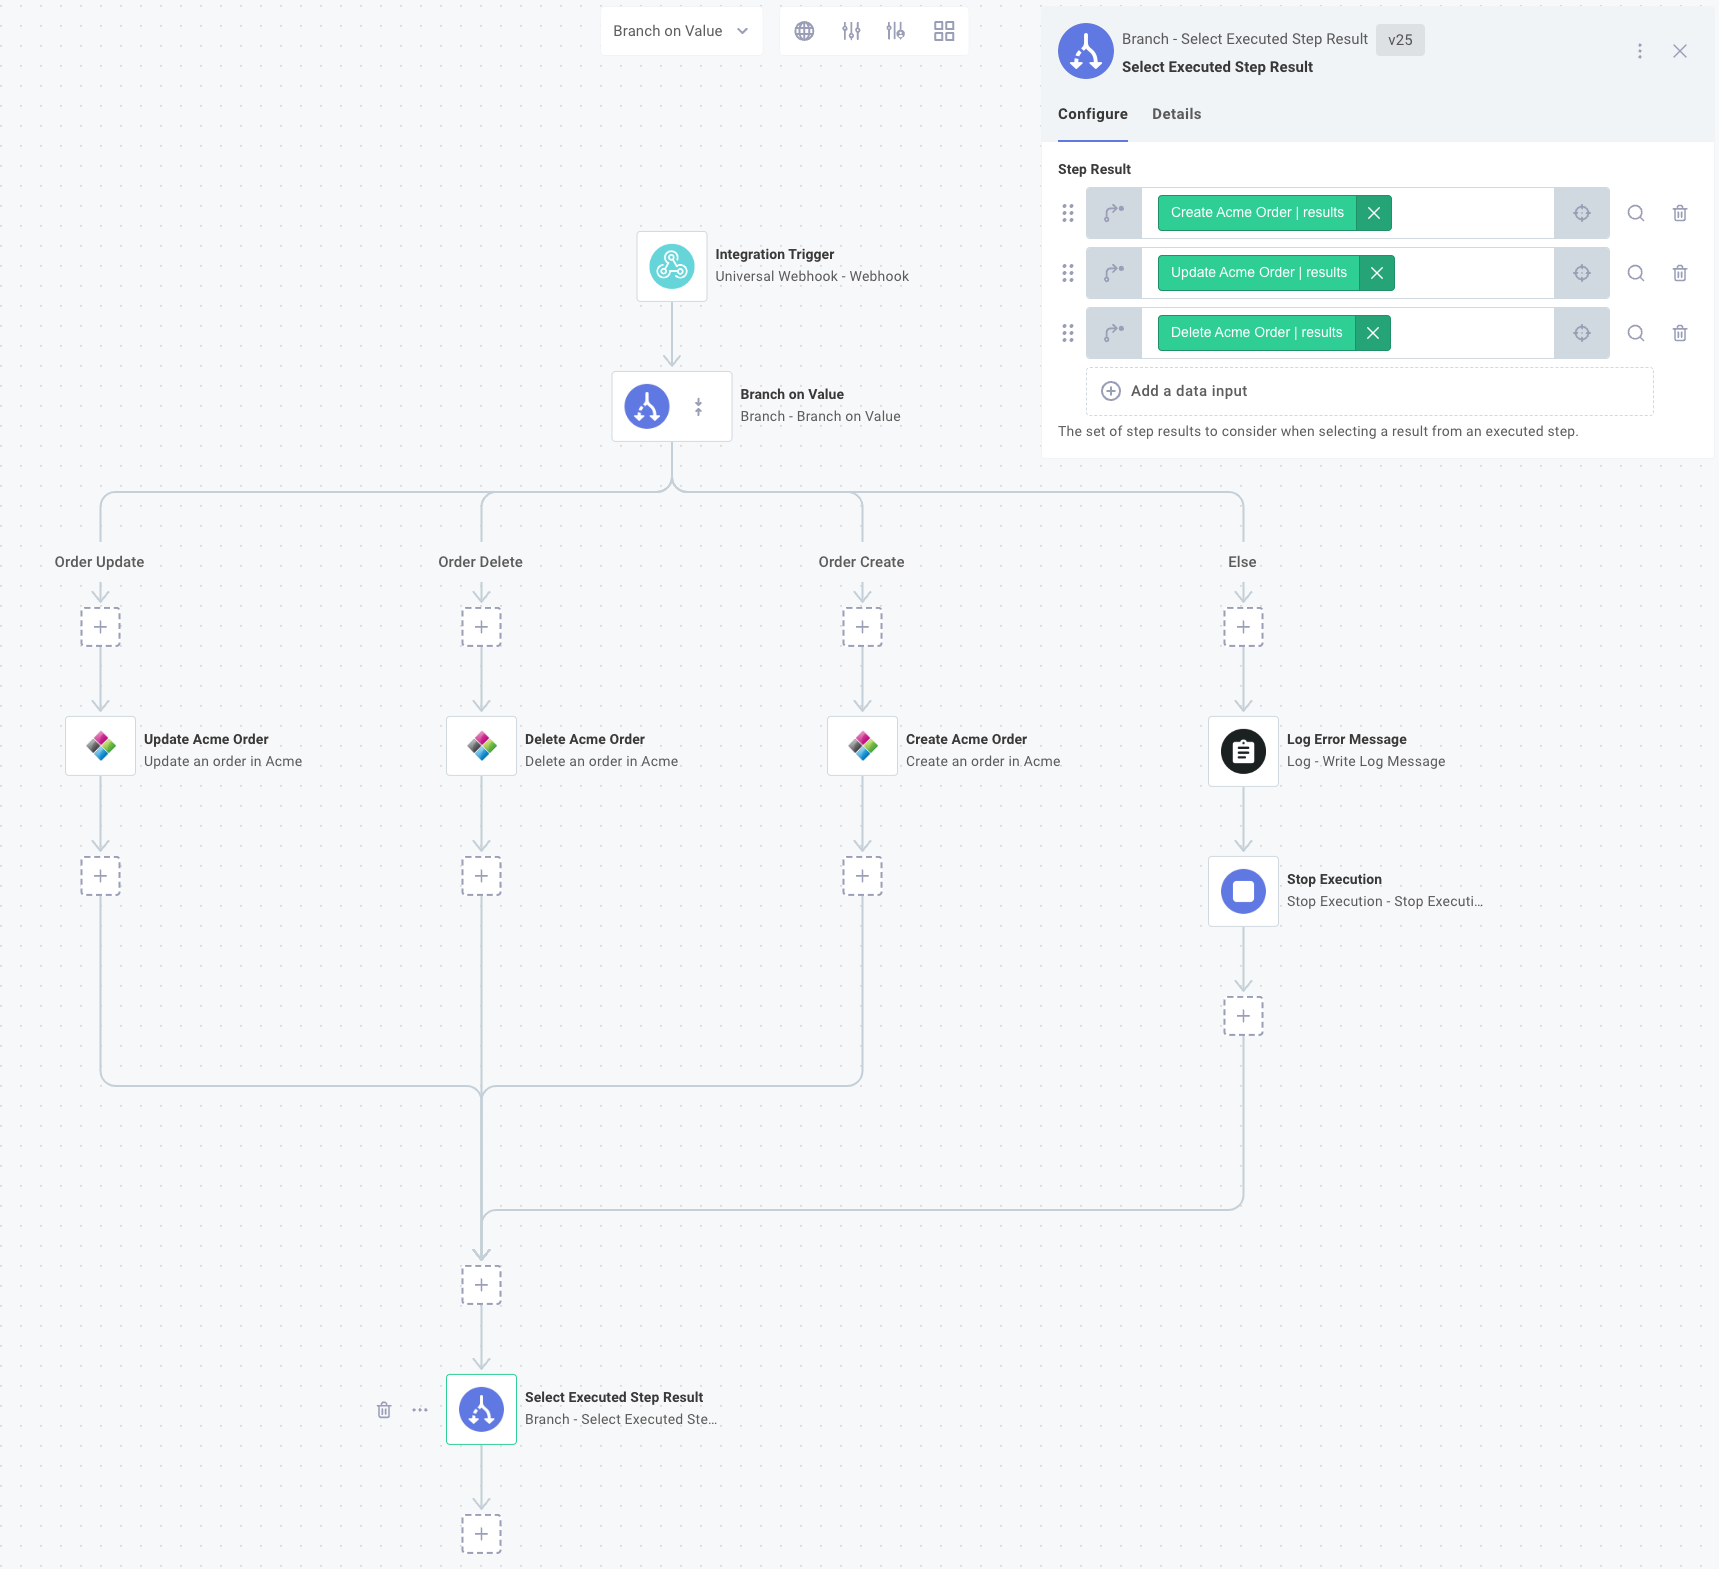 Branch on Value
Branch - Select Executed Step Result
v25
Select Executed Step Result
Configure
Details
Step Result
Create Acme Order | results
Update Acme Order | results
Delete Acme Order | results
Add a data input
The set of step results to consider when selecting a result from an executed step.
Integration Trigger
Universal Webhook - Webhook
Branch on Value
Branch - Branch on Value
Order Update
Order Delete
Order Create
Else
Update Acme Order
Update an order in Acme
Delete Acme Order
Delete an order in Acme
Create Acme Order
Create an order in Acme
Log Error Message
Log - Write Log Message
Stop Execution
Stop Execution - Stop Executi...
Select Executed Step Result
Branch - Select Executed Ste...